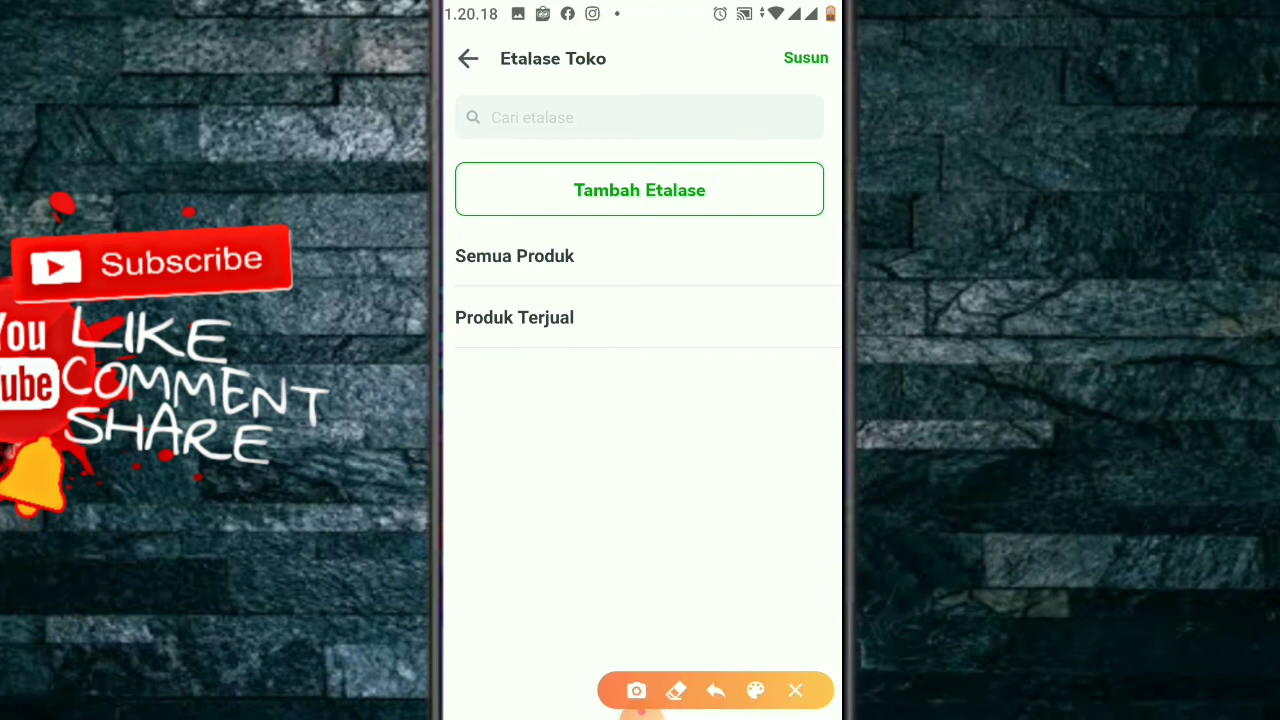 1.20.18
Etalase Toko
Susun
Cari etalase
Tambah Etalase
Semua Produk
Produk Terjual
Subscribe
You
Tube
LIKE
COMMENT
SHARE